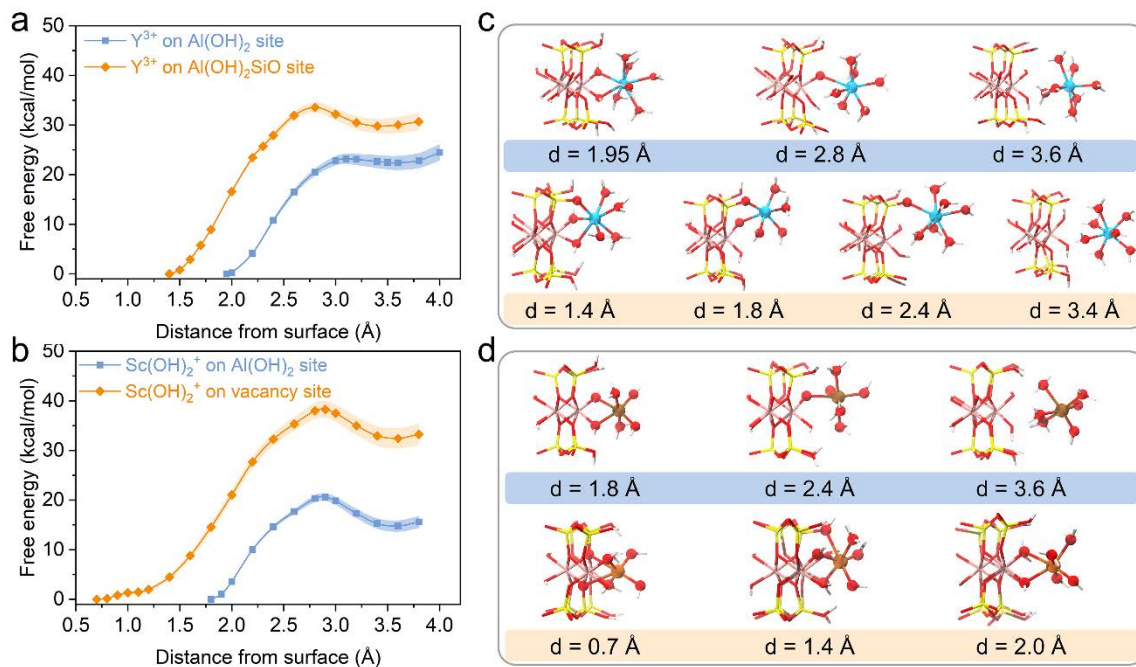 a
50
40
30
20
10
0
Free energy (kcal/mol)
Y³⁺ on Al(OH)₂ site
Y³⁺ on Al(OH)₂SiO site
0.5 1.0 1.5 2.0 2.5 3.0 3.5 4.0
Distance from surface (Å)
b
50
40
30
20
10
0
Free energy (kcal/mol)
Sc(OH)₂⁺ on Al(OH)₂ site
Sc(OH)₂⁺ on vacancy site
0.5 1.0 1.5 2.0 2.5 3.0 3.5 4.0
Distance from surface (Å)
c
d = 1.95 Å d = 2.8 Å d = 3.6 Å
d = 1.4 Å d = 1.8 Å d = 2.4 Å d = 3.4 Å
d
d = 1.8 Å d = 2.4 Å d = 3.6 Å
d = 0.7 Å d = 1.4 Å d = 2.0 Å